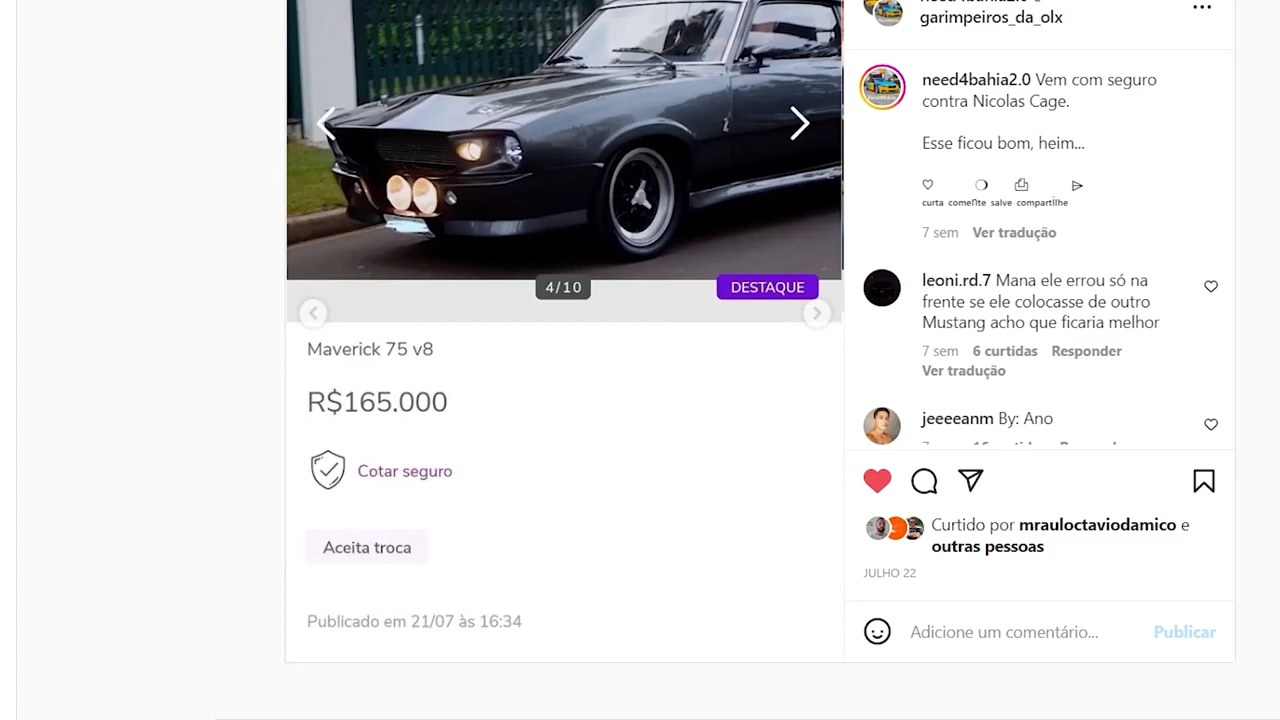 garimpeiros_da_olx
need4bahia2.0 Vem com seguro
contra Nicolas Cage.
Esse ficou bom, heim...
curta comente salve compartilhe
7 sem Ver tradução
leoni.rd.7 Mana ele errou só na
frente se ele colocasse de outro
Mustang acho que ficaria melhor
7 sem 6 curtidas Responder
Ver tradução
jeeeeanm By: Ano
4/10
DESTAQUE
Maverick 75 v8
R$165.000
Cotar seguro
Aceita troca
Publicado em 21/07 às 16:34
Curtido por mrauloctaviodamico e
outras pessoas
JULHO 22
Adicione um comentário... Publicar